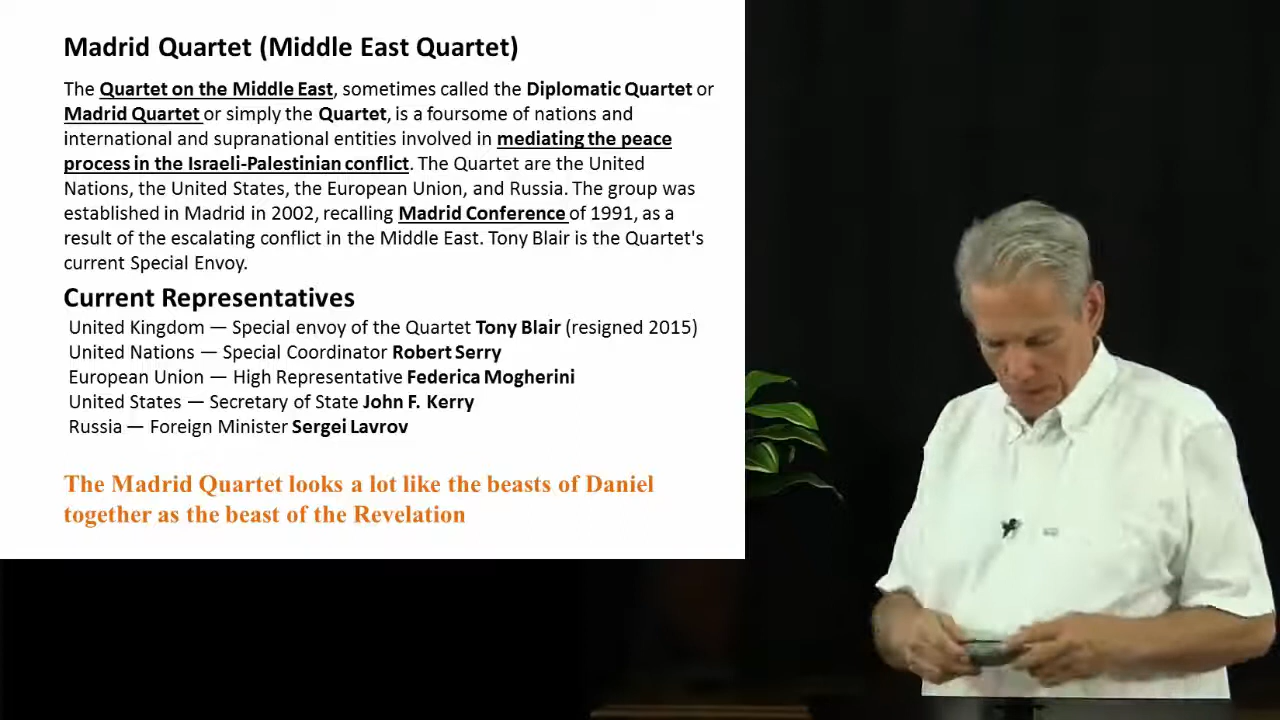 Madrid Quartet (Middle East Quartet)
The Quartet on the Middle East, sometimes called the Diplomatic Quartet or
Madrid Quartet or simply the Quartet, is a foursome of nations and
international and supranational entities involved in mediating the peace
process in the Israeli-Palestinian conflict. The Quartet are the United
Nations, the United States, the European Union, and Russia. The group was
established in Madrid in 2002, recalling Madrid Conference of 1991, as a
result of the escalating conflict in the Middle East. Tony Blair is the Quartet's
current Special Envoy.
Current Representatives
United Kingdom — Special envoy of the Quartet Tony Blair (resigned 2015)
United Nations — Special Coordinator Robert Serry
European Union — High Representative Federica Mogherini
United States — Secretary of State John F. Kerry
Russia — Foreign Minister Sergei Lavrov
The Madrid Quartet looks a lot like the beasts of Daniel
together as the beast of the Revelation